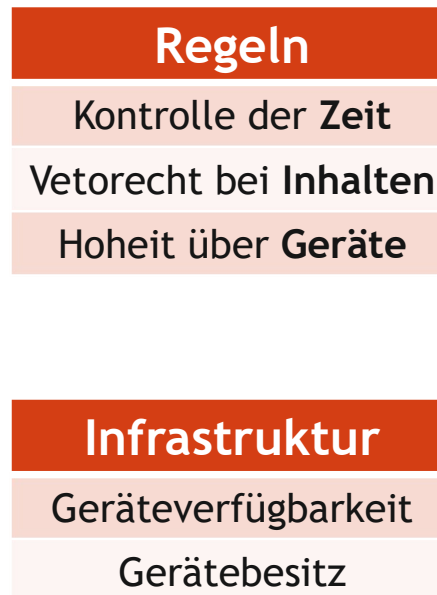 Regeln
Kontrolle der Zeit
Vetorecht bei Inhalten
Hoheit über Geräte
Infrastruktur
Geräteverfügbarkeit
Gerätebesitz